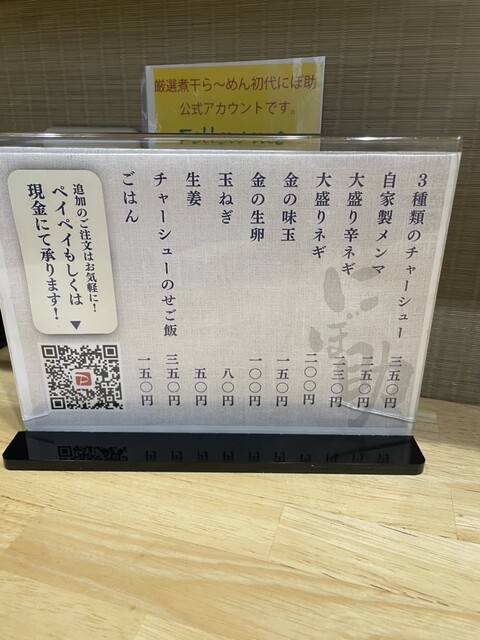 厳選煮干ら〜めん初代にぼ助
公式アカウントです。
3種類のチャーシュー 三五〇円
自家製メンマ 二五〇円
大盛り辛ネギ 二三〇円
大盛りネギ 二〇〇円
金の味玉 一五〇円
金の生卵 一〇〇円
玉ねぎ 八〇円
生姜 五〇円
チャーシューのせご飯 三五〇円
ごはん 一五〇円
追加のご注文はお気軽に！
ペイペイもしくは
現金にて承ります！
にぼ助